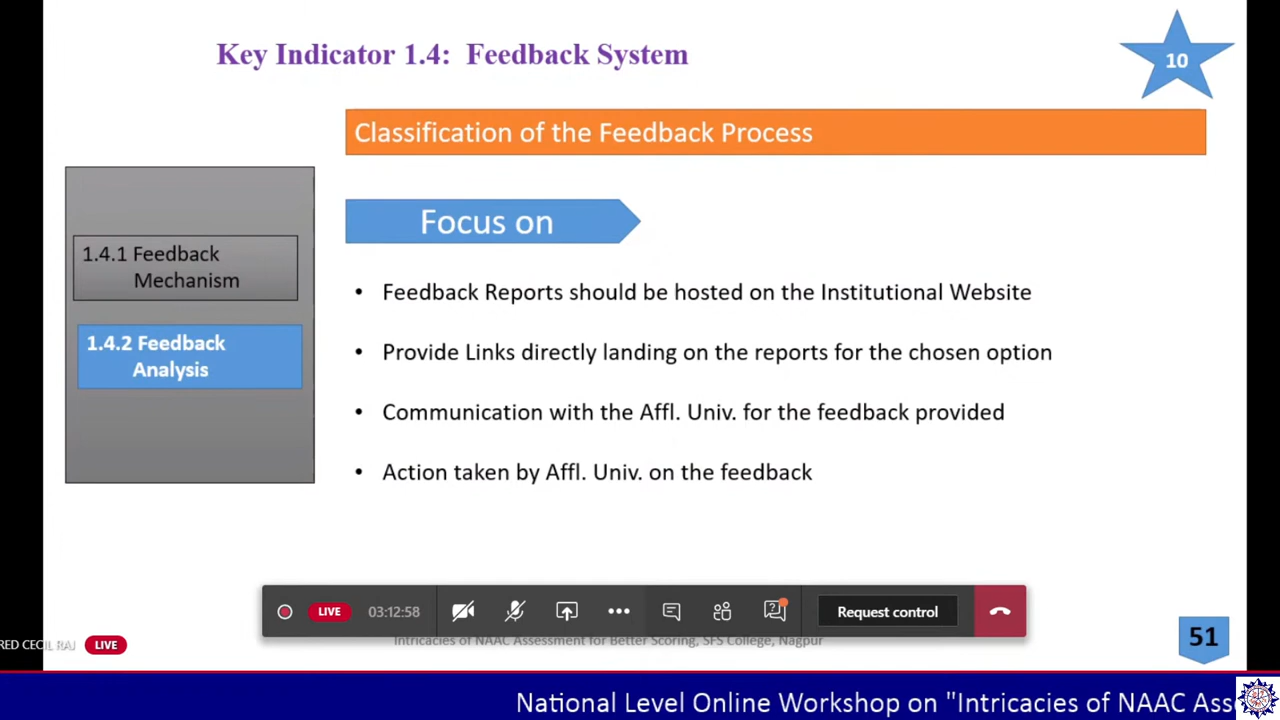 Key Indicator 1.4: Feedback System
10
Classification of the Feedback Process
Focus on
1.4.1 Feedback
Mechanism
1.4.2 Feedback
Analysis
• Feedback Reports should be hosted on the Institutional Website
• Provide Links directly landing on the reports for the chosen option
• Communication with the Affl. Univ. for the feedback provided
• Action taken by Affl. Univ. on the feedback
LIVE
03:12:58
Request control
Intricacies of NAAC Assessment for Better Scoring, SFS College, Nagpur
RED CECIL RAJ
LIVE
51
National Level Online Workshop on "Intricacies of NAAC Asse